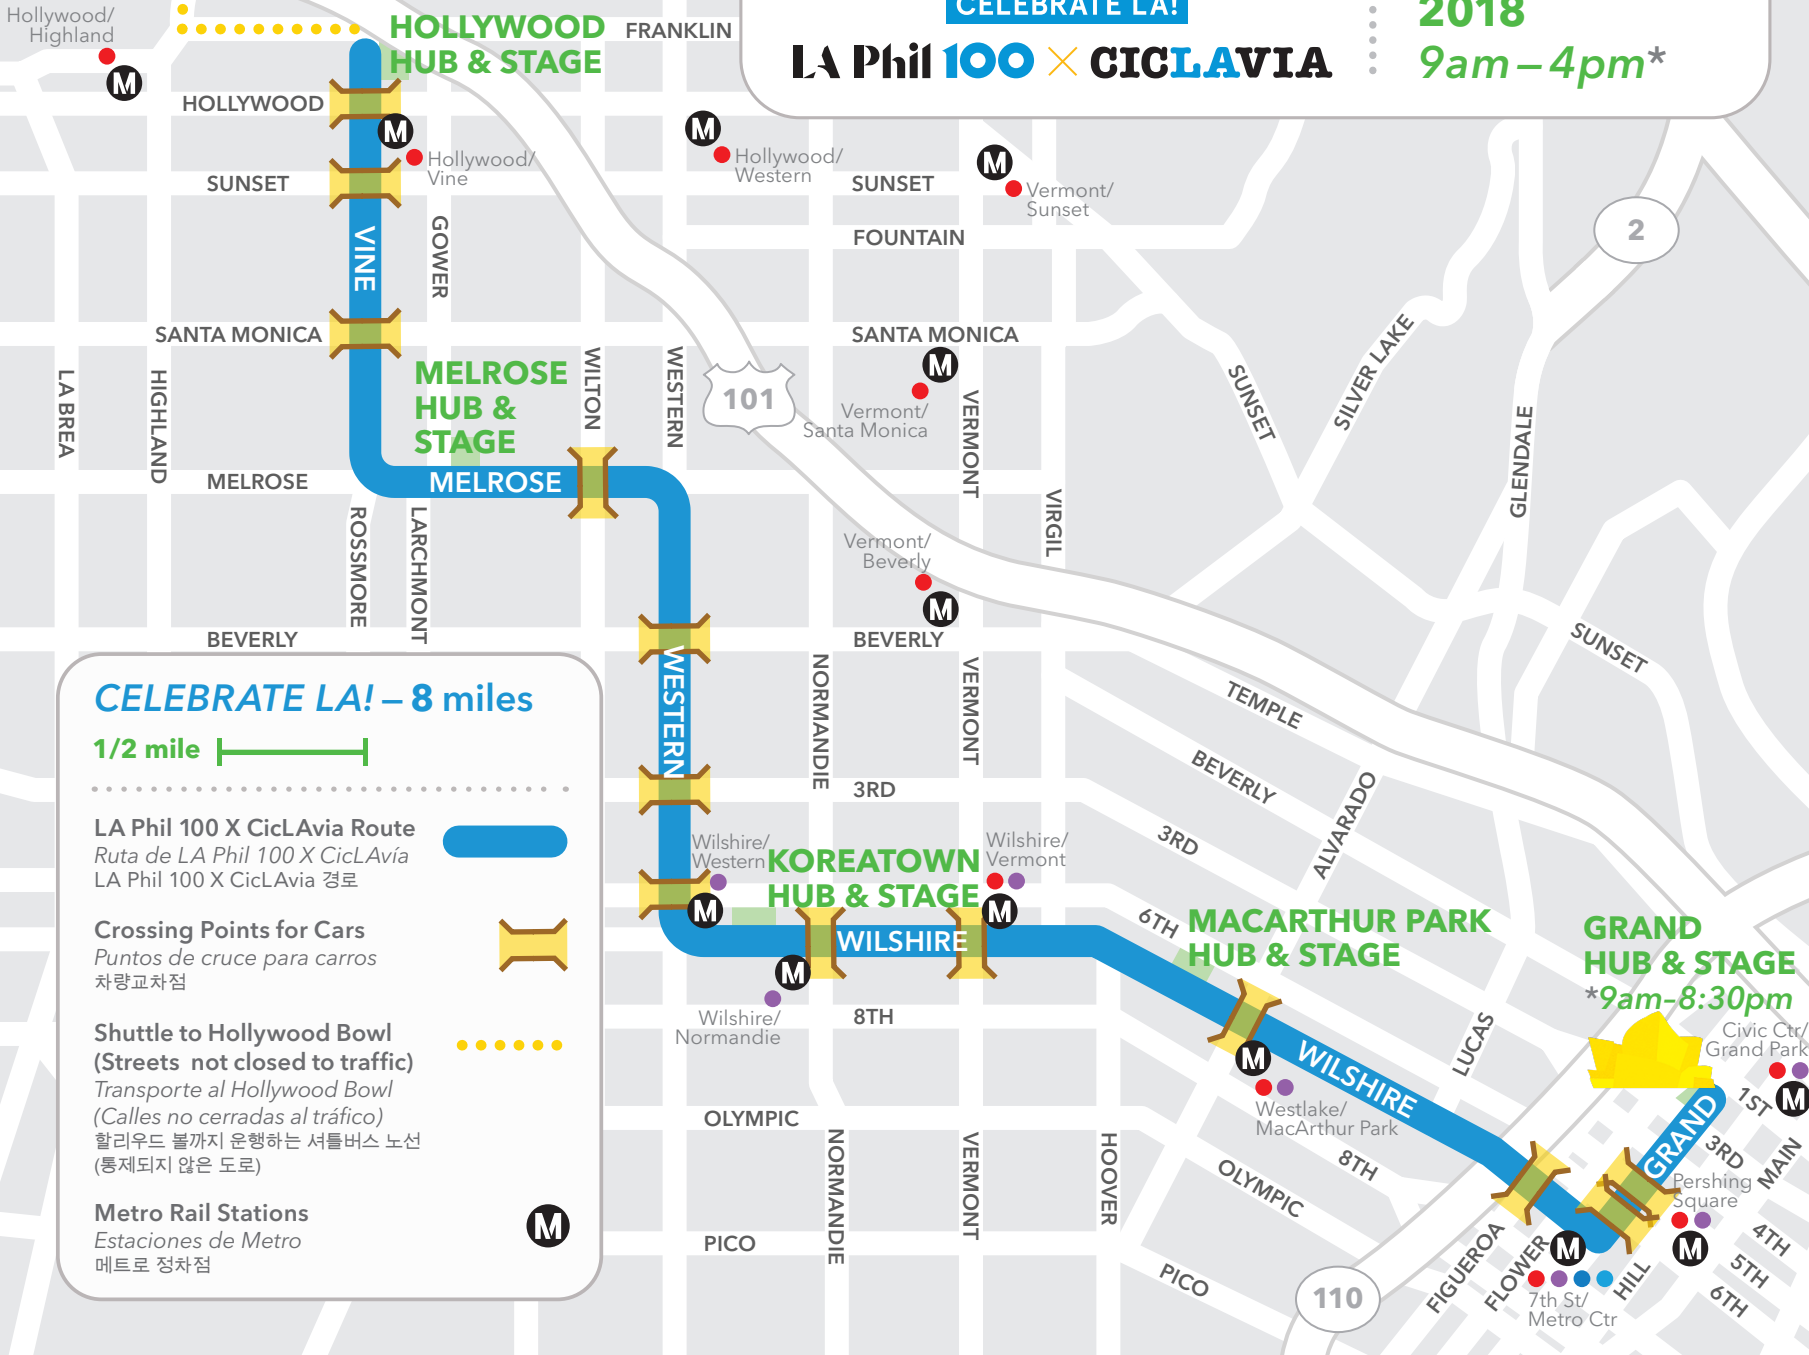 CELEBRATE LA!
LA Phil 100 × CICLAVIA
2018
9am–4pm*
Hollywood/
Highland
M
HOLLYWOOD
HUB & STAGE
FRANKLIN
HOLLYWOOD
M
Hollywood/
Vine
M
Hollywood/
Western
M
Vermont/
Sunset
SUNSET
SUNSET
VINE
GOWER
FOUNTAIN
2
SANTA MONICA
SANTA MONICA
M
Vermont/
Santa Monica
LA BREA
HIGHLAND
MELROSE
HUB &
STAGE
WILTON
WESTERN
101
VERMONT
SUNSET
SILVER LAKE
GLENDALE
MELROSE
MELROSE
ROSSMORE
LARCHMONT
VIRGIL
Vermont/
Beverly
M
BEVERLY
BEVERLY
WESTERN
NORMANDIE
VERMONT
SUNSET
TEMPLE
BEVERLY
3RD
3RD
ALVARADO
CELEBRATE LA! – 8 miles
1/2 mile
LA Phil 100 X CicLAvia Route
Ruta de LA Phil 100 X CicLAvía
LA Phil 100 X CicLAvia 경로
Crossing Points for Cars
Puntos de cruce para carros
차량교차점
Shuttle to Hollywood Bowl
(Streets not closed to traffic)
Transporte al Hollywood Bowl
(Calles no cerradas al tráfico)
할리우드 볼까지 운행하는 셔틀버스 노선
(통제되지 않은 도로)
Metro Rail Stations
Estaciones de Metro
메트로 정차점
M
Wilshire/
Western
M
KOREATOWN
HUB & STAGE
Wilshire/
Vermont
M
WILSHIRE
M
Wilshire/
Normandie
6TH
MACARTHUR PARK
HUB & STAGE
GRAND
HUB & STAGE
*9am–8:30pm
Civic Ctr/
Grand Park
M
8TH
LUCAS
M
Westlake/
MacArthur Park
WILSHIRE
GRAND
1ST
3RD
MAIN
OLYMPIC
NORMANDIE
VERMONT
HOOVER
8TH
OLYMPIC
Pershing
Square
M
4TH
5TH
6TH
PICO
PICO
110
FIGUEROA
FLOWER
HILL
M
7th St/
Metro Ctr